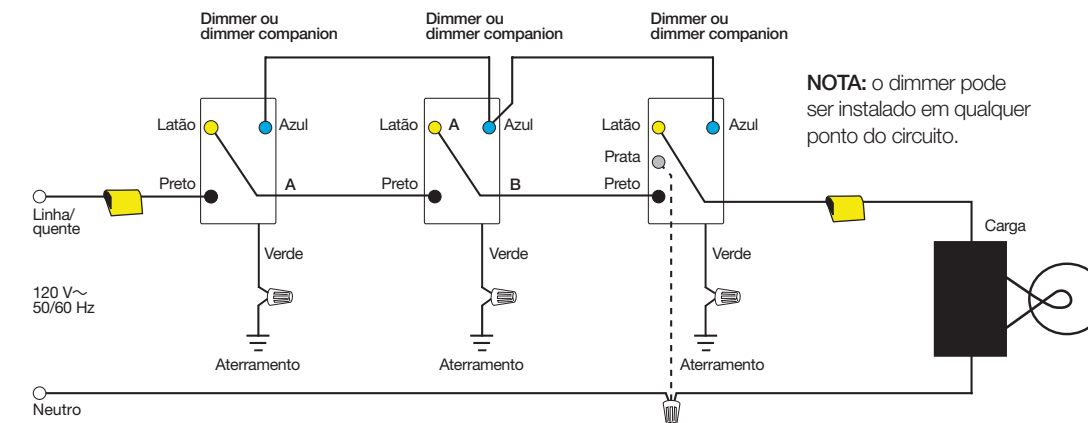 Dimmer ou
dimmer companion
Dimmer ou
dimmer companion
Dimmer ou
dimmer companion
NOTA: o dimmer pode
ser instalado em qualquer
ponto do circuito.
Latão
Azul
Latão
A
Azul
Latão
Azul
Prata
Preto
A
Preto
B
Preto
Linha/
quente
Carga
Verde
Verde
Verde
120 V~
50/60 Hz
Aterramento
Aterramento
Aterramento
Neutro